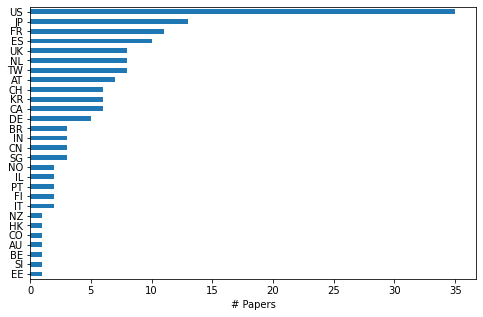 US
JP
FR
ES
UK
NL
TW
AT
CH
KR
CA
DE
BR
IN
CN
SG
NO
IL
PT
FI
IT
NZ
HK
CO
AU
BE
SI
EE
0 5 10 15 20 25 30 35
# Papers